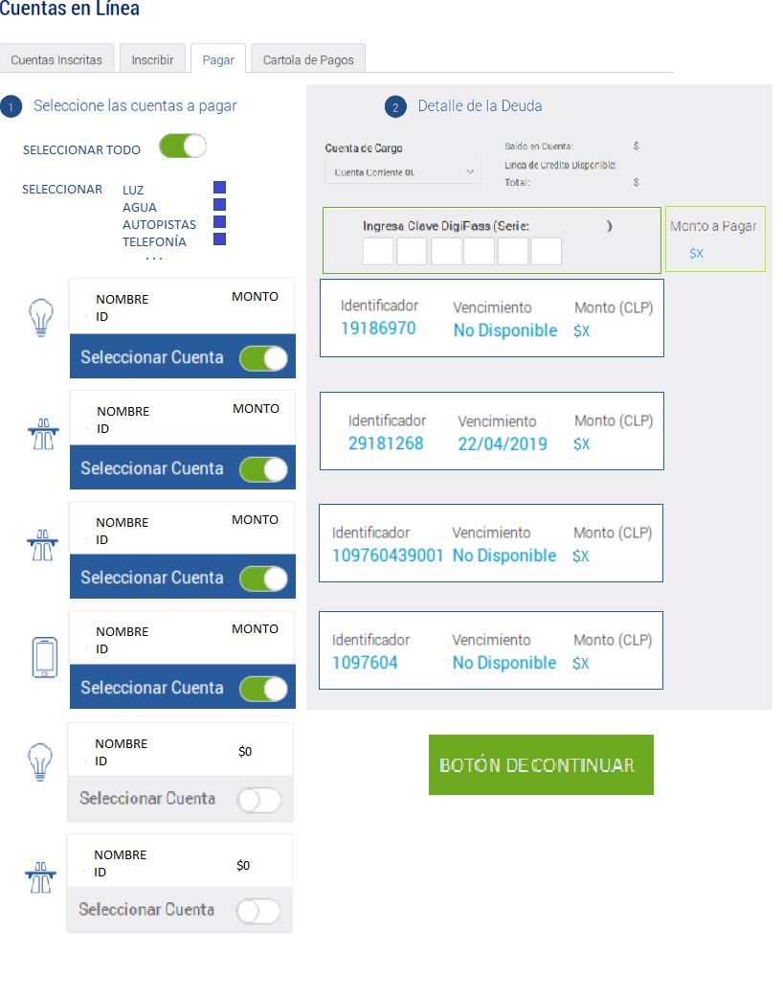 Cuentas en Línea
Cuentas Inscritas
Inscribir
Pagar
Cartola de Pagos
1 Seleccione las cuentas a pagar
SELECCIONAR TODO
SELECCIONAR
LUZ
AGUA
AUTOPISTAS
TELEFONÍA
...
NOMBRE MONTO
ID
Seleccionar Cuenta
NOMBRE MONTO
ID
Seleccionar Cuenta
NOMBRE MONTO
ID
Seleccionar Cuenta
NOMBRE MONTO
ID
Seleccionar Cuenta
NOMBRE $0
ID
Seleccionar Cuenta
NOMBRE $0
ID
Seleccionar Cuenta
2 Detalle de la Deuda
Cuenta de Cargo
Cuenta Corriente
Saldo en Cuenta: $
Línea de Crédito Disponible:
Total: $
Ingresa Clave DigiPass (Serie: )
Monto a Pagar
$X
Identificador Vencimiento Monto (CLP)
19186970 No Disponible $X
Identificador Vencimiento Monto (CLP)
29181268 22/04/2019 $X
Identificador Vencimiento Monto (CLP)
109760439001 No Disponible $X
Identificador Vencimiento Monto (CLP)
1097604 No Disponible $X
BOTÓN DE CONTINUAR